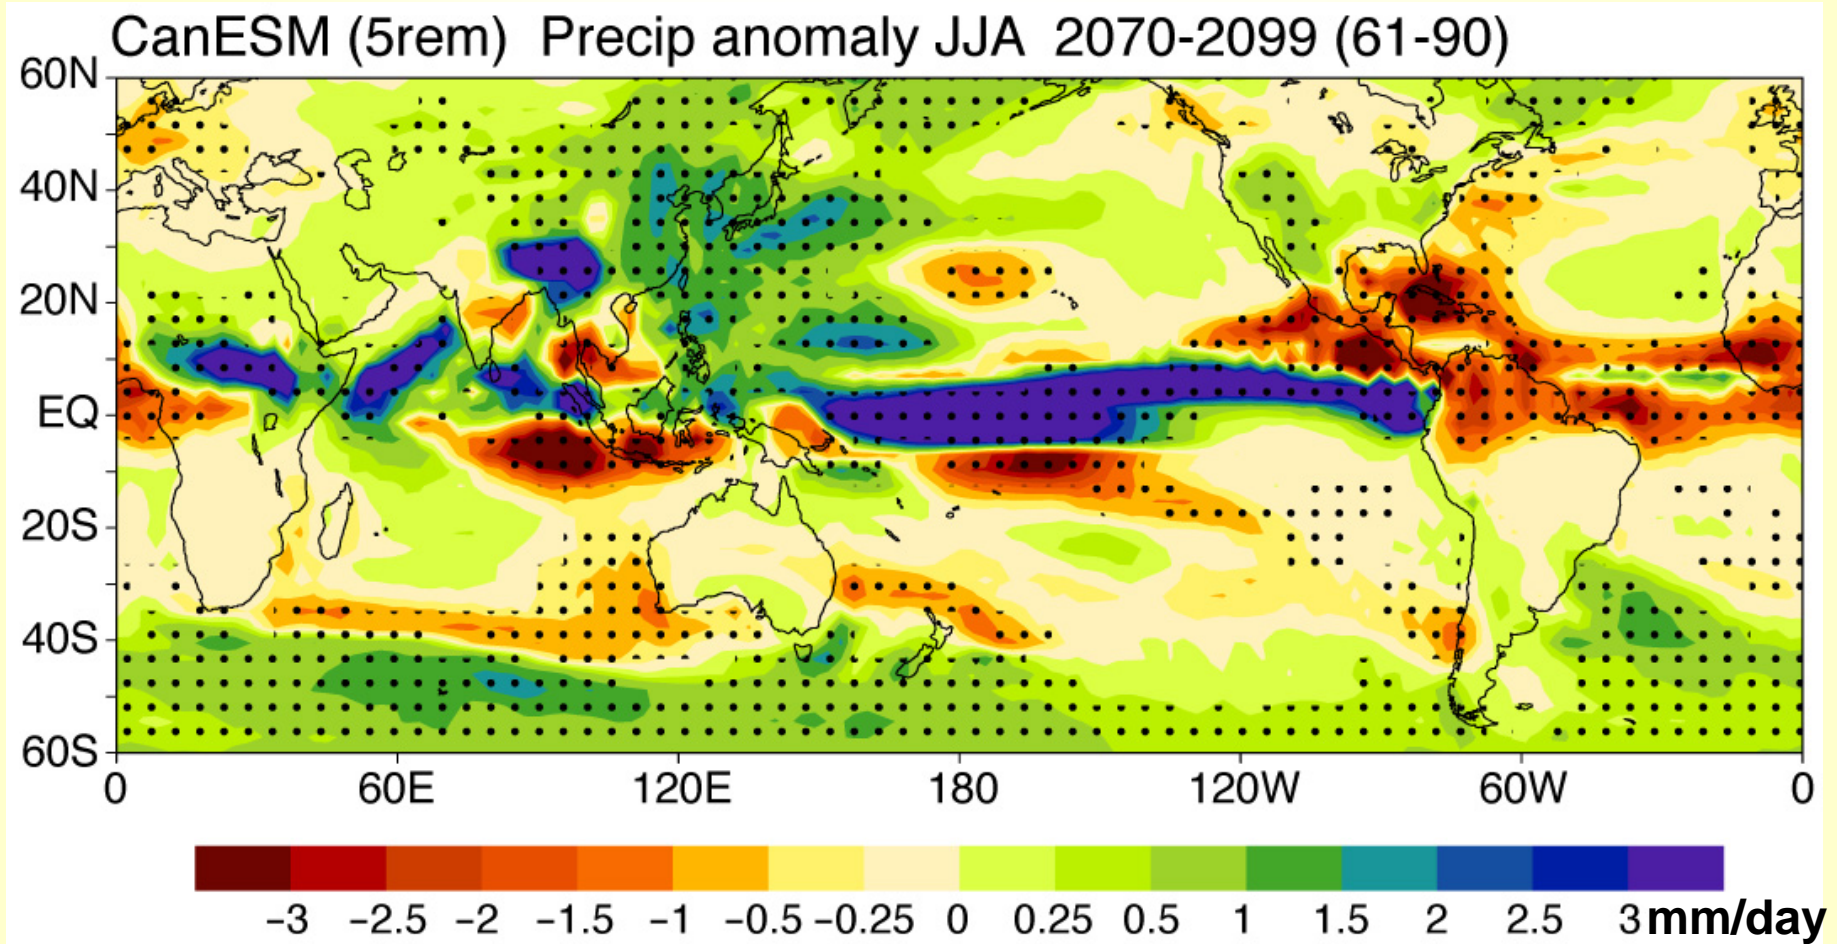 CanESM (5rem) Precip anomaly JJA 2070-2099 (61-90)
60N
40N
20N
EQ
20S
40S
60S
0 60E 120E 180 120W 60W 0
−3 −2.5 −2 −1.5 −1 −0.5 −0.25 0 0.25 0.5 1 1.5 2 2.5 3 mm/day